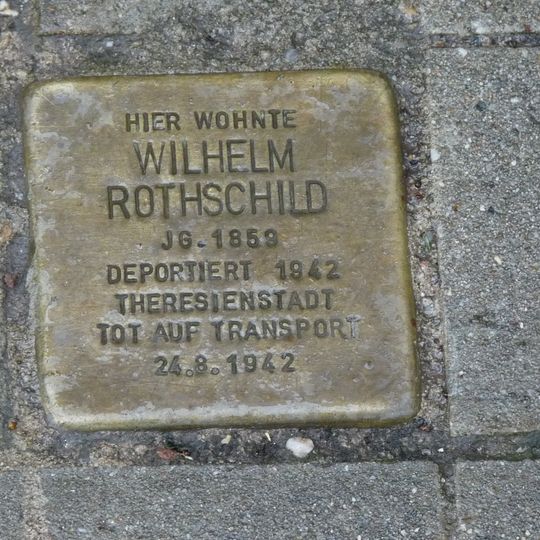 HIER WOHNTE
WILHELM
ROTHSCHILD
JG. 1859
DEPORTIERT 1942
THERESIENSTADT
TOT AUF TRANSPORT
24.8.1942